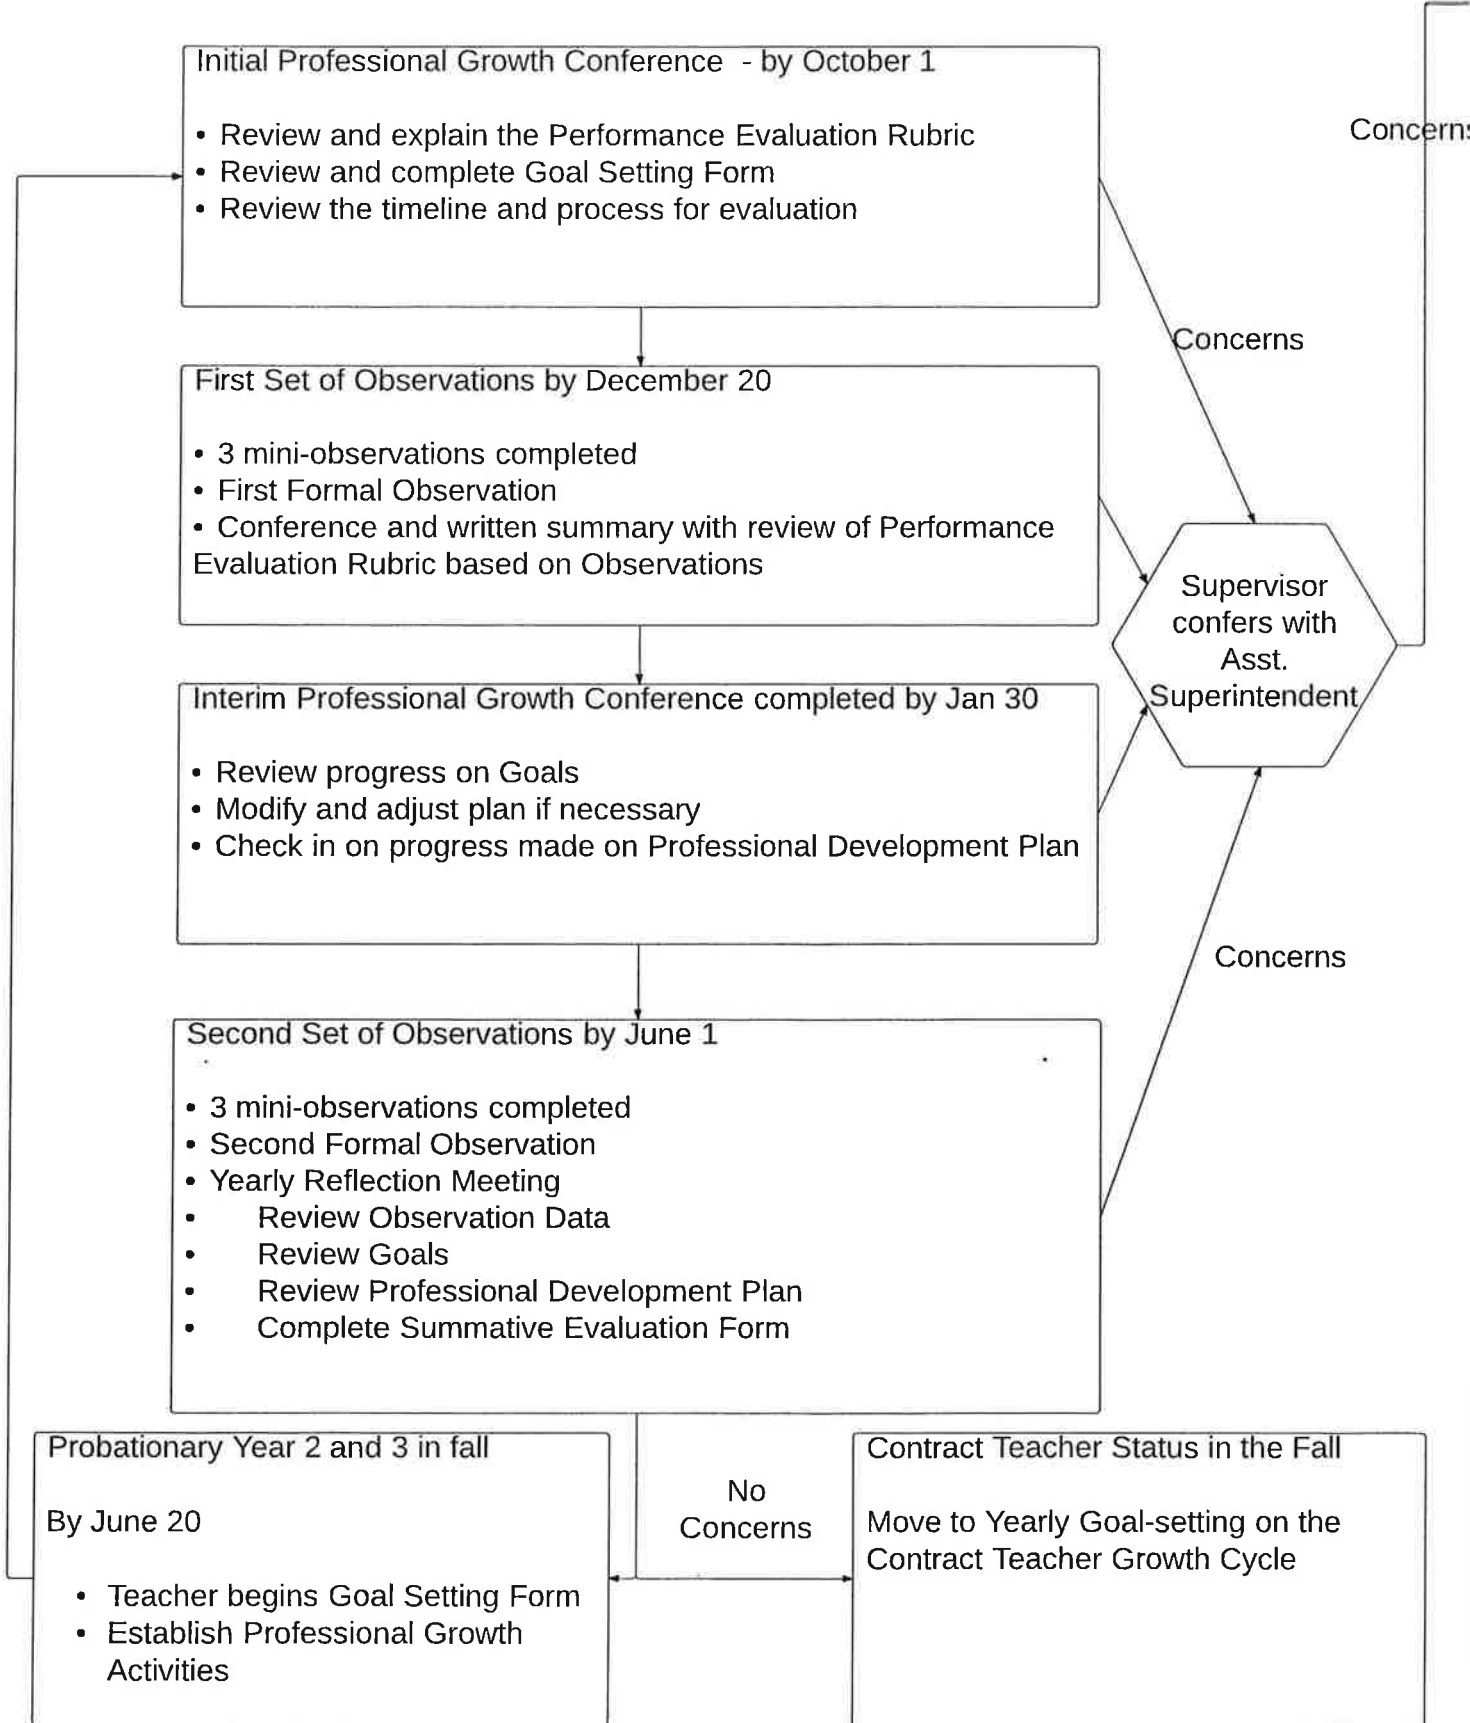 Initial Professional Growth Conference - by October 1
• Review and explain the Performance Evaluation Rubric
• Review and complete Goal Setting Form
• Review the timeline and process for evaluation
Concerns
Concerns
First Set of Observations by December 20
• 3 mini-observations completed
• First Formal Observation
• Conference and written summary with review of Performance
Evaluation Rubric based on Observations
Supervisor
confers with
Asst.
Superintendent
Interim Professional Growth Conference completed by Jan 30
• Review progress on Goals
• Modify and adjust plan if necessary
• Check in on progress made on Professional Development Plan
Concerns
Second Set of Observations by June 1
• 3 mini-observations completed
• Second Formal Observation
• Yearly Reflection Meeting
• Review Observation Data
• Review Goals
• Review Professional Development Plan
• Complete Summative Evaluation Form
Probationary Year 2 and 3 in fall
By June 20
• Teacher begins Goal Setting Form
• Establish Professional Growth
Activities
No
Concerns
Contract Teacher Status in the Fall
Move to Yearly Goal-setting on the
Contract Teacher Growth Cycle